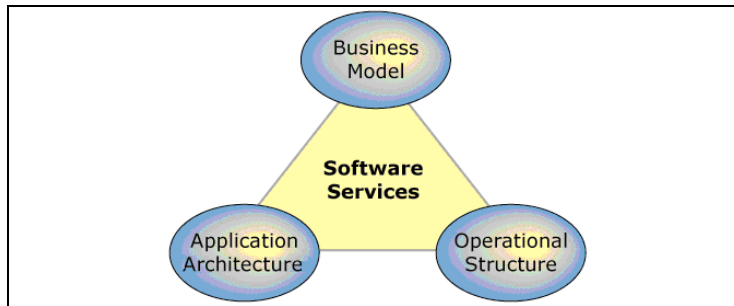 Business
Model
Software
Services
Application
Architecture
Operational
Structure